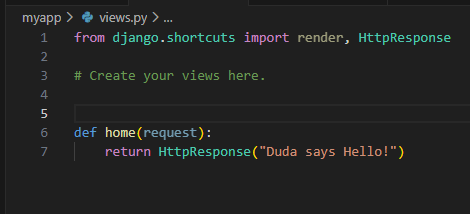 myapp > views.py > ...
1 from django.shortcuts import render, HttpResponse
2
3 # Create your views here.
4
5
6 def home(request):
7     return HttpResponse("Duda says Hello!")